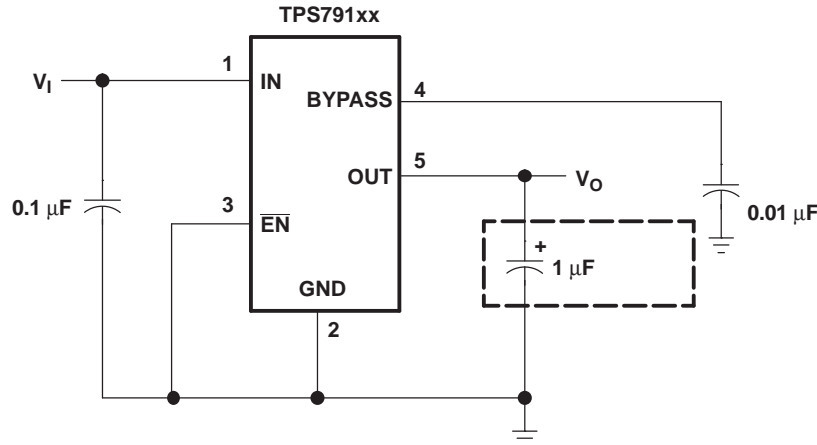 TPS791xx
V_I
1
IN
BYPASS
4
OUT
5
V_O
0.1 μF
3
E̅N̅
0.01 μF
+
1 μF
GND
2